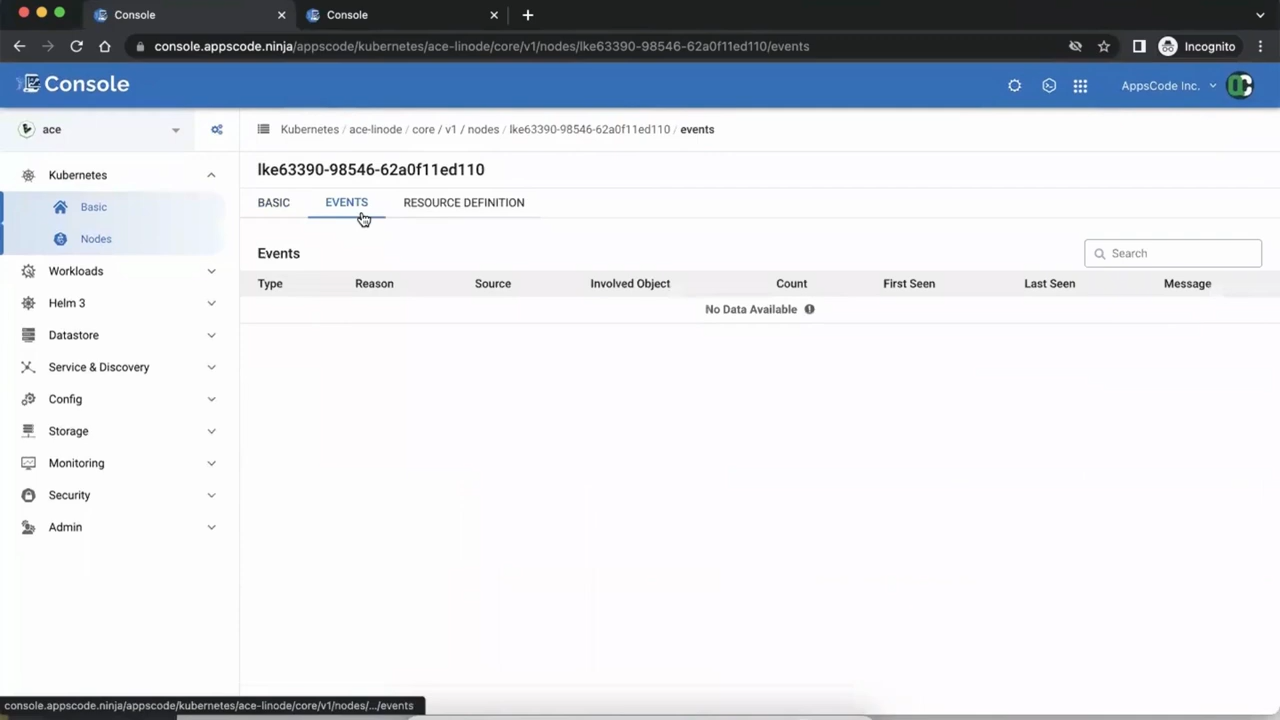 Console
Console
console.appscode.ninja/appscode/kubernetes/ace-linode/core/v1/nodes/lke63390-98546-62a0f11ed110/events
Incognito
Console
AppsCode Inc.
ace
Kubernetes / ace-linode / core / v1 / nodes / lke63390-98546-62a0f11ed110 / events
Kubernetes
Basic
Nodes
Workloads
Helm 3
Datastore
Service & Discovery
Config
Storage
Monitoring
Security
Admin
lke63390-98546-62a0f11ed110
BASIC EVENTS RESOURCE DEFINITION
Events
Search
Type Reason Source Involved Object Count First Seen Last Seen Message
No Data Available
console.appscode.ninja/appscode/kubernetes/ace-linode/core/v1/nodes/.../events